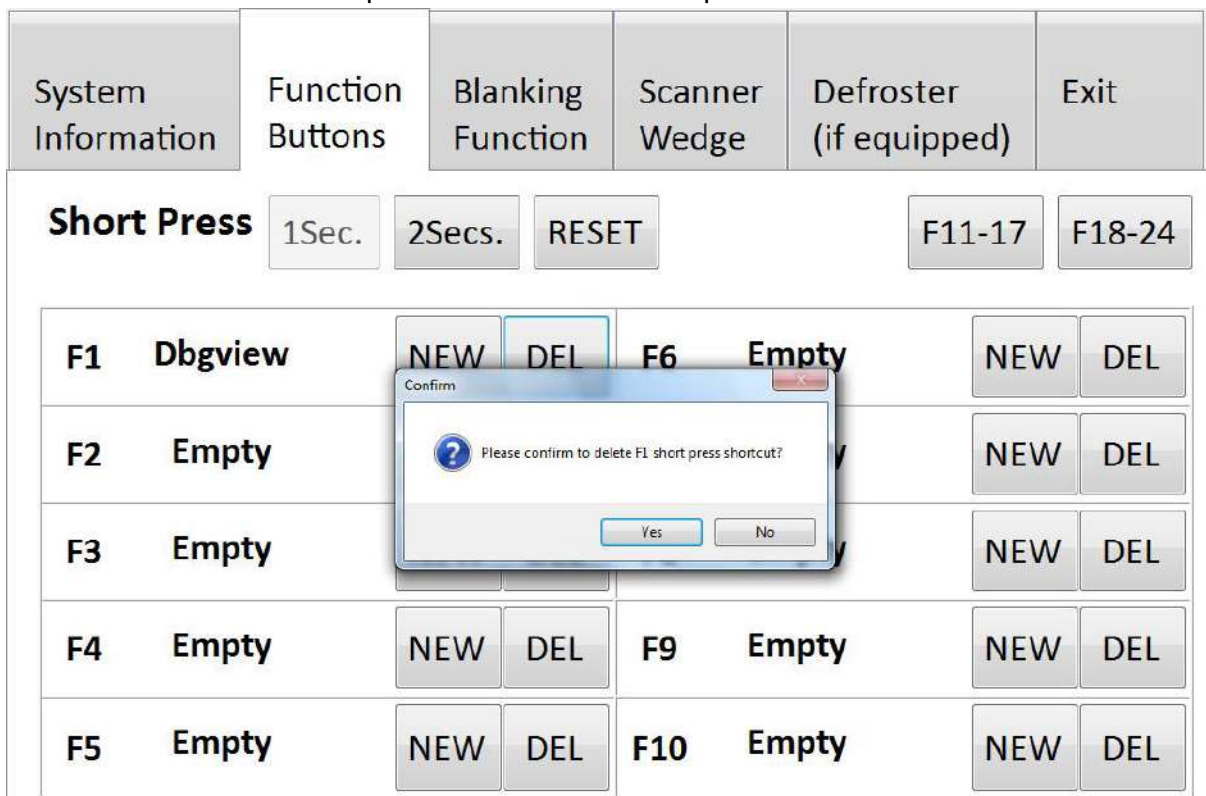 System Information
Function Buttons
Blanking Function
Scanner Wedge
Defroster (if equipped)
Exit
Short Press 1Sec. 2Secs. RESET F11-17 F18-24
F1 Dbgview NEW DEL F6 Empty NEW DEL
Confirm
F2 Empty NEW DEL
Please confirm to delete F1 short press shortcut?
Yes No
F3 Empty NEW DEL
F4 Empty NEW DEL F9 Empty NEW DEL
F5 Empty NEW DEL F10 Empty NEW DEL